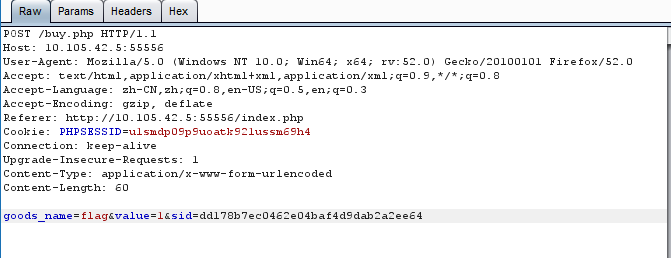 Raw Params Headers Hex
POST /buy.php HTTP/1.1
Host: 10.105.42.5:55556
User-Agent: Mozilla/5.0 (Windows NT 10.0; Win64; x64; rv:52.0) Gecko/20100101 Firefox/52.0
Accept: text/html,application/xhtml+xml,application/xml;q=0.9,*/*;q=0.8
Accept-Language: zh-CN,zh;q=0.8,en-US;q=0.5,en;q=0.3
Accept-Encoding: gzip, deflate
Referer: http://10.105.42.5:55556/index.php
Cookie: PHPSESSID=ulsmdp09p9uoatk921ussm69h4
Connection: keep-alive
Upgrade-Insecure-Requests: 1
Content-Type: application/x-www-form-urlencoded
Content-Length: 60
goods_name=flag&value=1&sid=dd178b7ec0462e04baf4d9dab2a2ee64